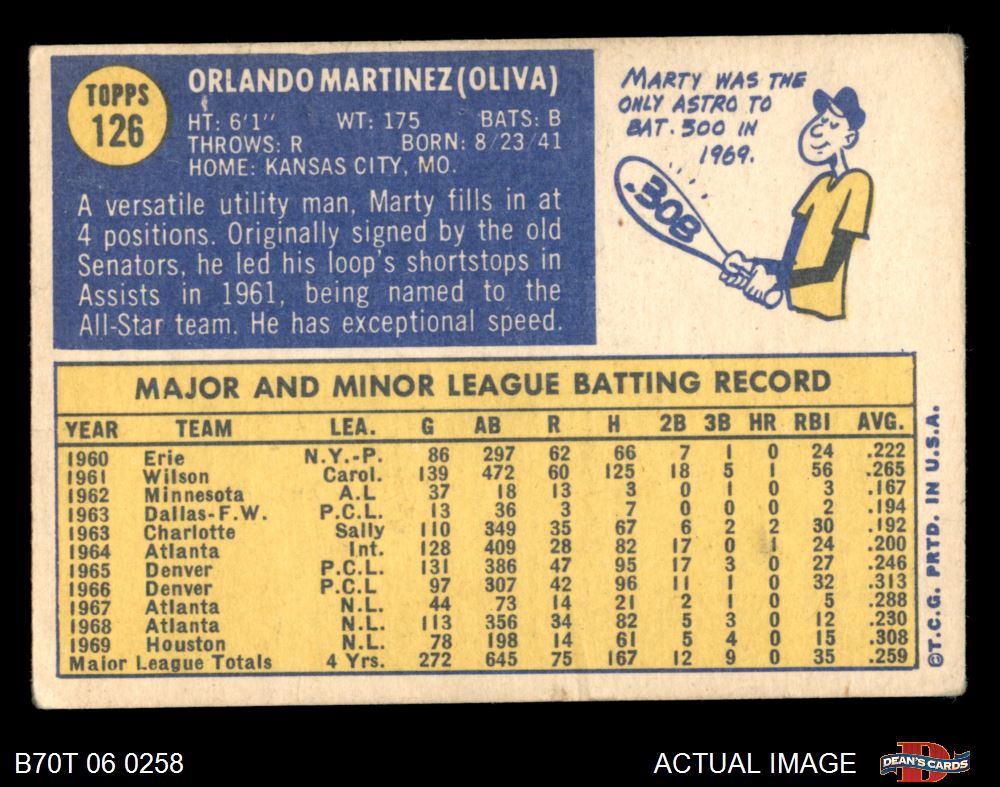 TOPPS
126
ORLANDO MARTINEZ (OLIVA)
HT: 6'1" WT: 175 BATS: B
THROWS: R BORN: 8/23/41
HOME: KANSAS CITY, MO.
A versatile utility man, Marty fills in at
4 positions. Originally signed by the old
Senators, he led his loop's shortstops in
Assists in 1961, being named to the
All-Star team. He has exceptional speed.
MARTY WAS THE
ONLY ASTRO TO
BAT .300 IN
1969.
.308
MAJOR AND MINOR LEAGUE BATTING RECORD
YEAR TEAM LEA. G AB R H 2B 3B HR RBI AVG.
1960 Erie N.Y.-P. 86 297 62 66 7 1 0 24 .222
1961 Wilson Carol. 139 472 60 125 18 5 1 56 .265
1962 Minnesota A.L 37 18 13 3 0 1 0 3 .167
1963 Dallas-F.W. P.C.L. 13 36 3 7 0 0 0 2 .194
1963 Charlotte Sally 110 349 35 67 6 2 2 30 .192
1964 Atlanta Int. 128 409 28 82 17 0 1 24 .200
1965 Denver P.C.L. 131 386 47 95 17 3 0 27 .246
1966 Denver P.C.L 97 307 42 96 11 1 0 32 .313
1967 Atlanta N.L. 44 73 14 21 2 1 0 5 .288
1968 Atlanta N.L. 113 356 34 82 5 3 0 12 .230
1969 Houston N.L. 78 198 14 61 5 4 0 15 .308
Major League Totals 4 Yrs. 272 645 75 167 12 9 0 35 .259
©T.C.G. PRTD. IN U.S.A.
B70T 06 0258
ACTUAL IMAGE
D
DEAN'S CARDS